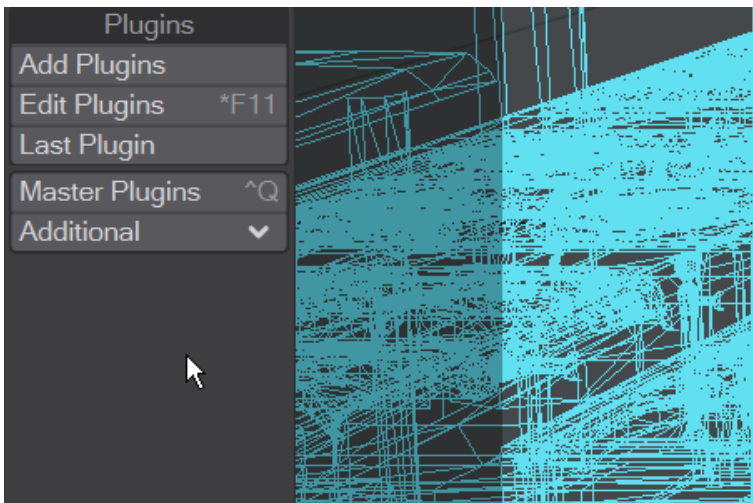 Plugins
Add Plugins
Edit Plugins *F11
Last Plugin
Master Plugins ^Q
Additional